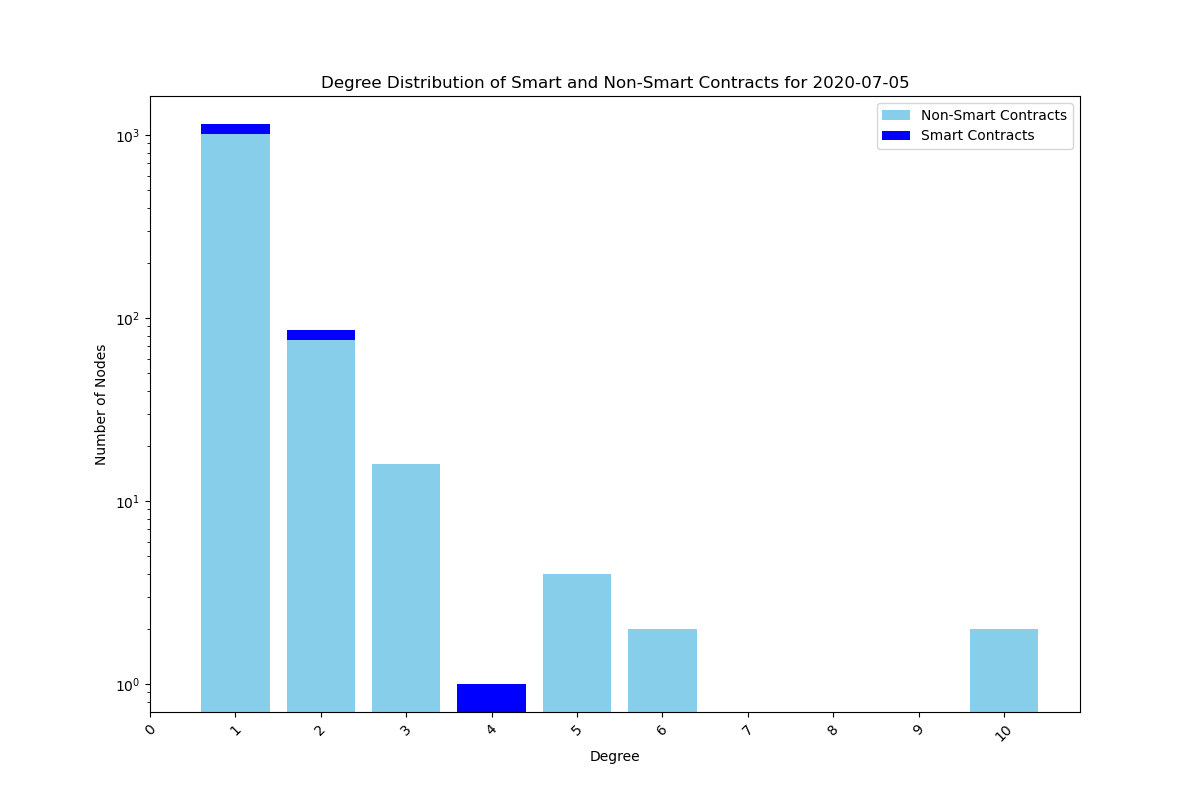 Degree Distribution of Smart and Non-Smart Contracts for 2020-07-05
Non-Smart Contracts
Smart Contracts
Number of Nodes
10³
10²
10¹
10⁰
0 1 2 3 4 5 6 7 8 9 10
Degree